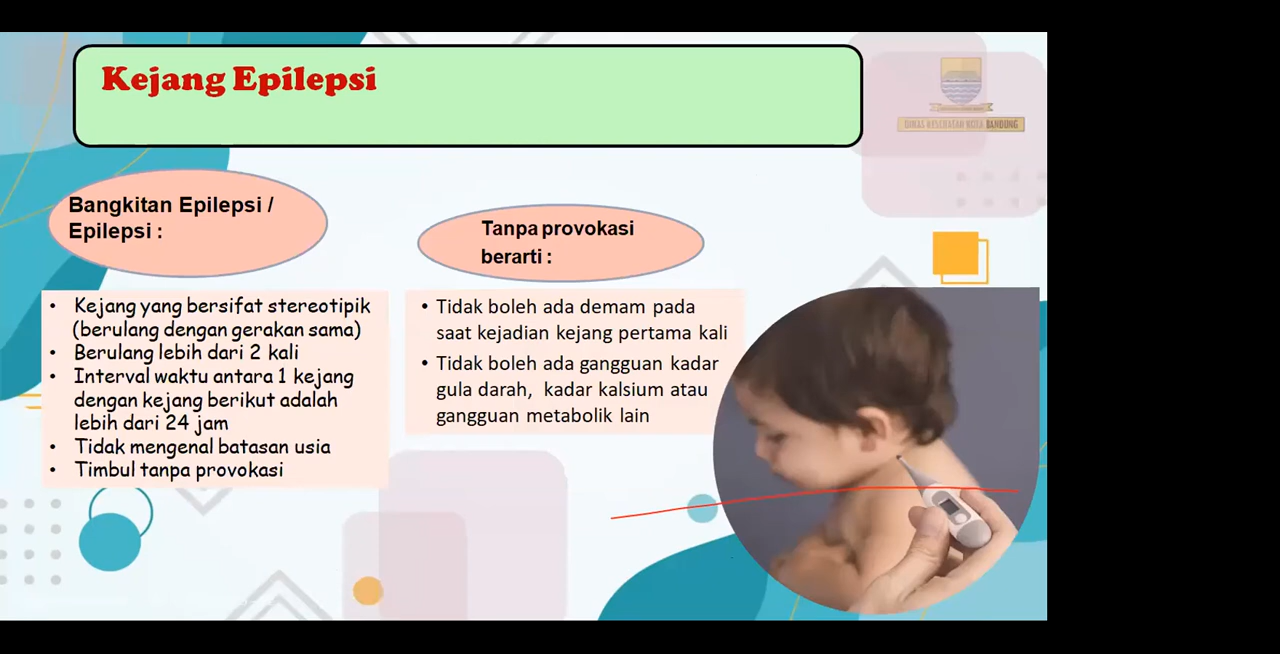 Kejang Epilepsi
DINAS KESEHATAN KOTA BANDUNG
Bangkitan Epilepsi /
Epilepsi :
• Kejang yang bersifat stereotipik
(berulang dengan gerakan sama)
• Berulang lebih dari 2 kali
• Interval waktu antara 1 kejang
dengan kejang berikut adalah
lebih dari 24 jam
• Tidak mengenal batasan usia
• Timbul tanpa provokasi
Tanpa provokasi
berarti :
• Tidak boleh ada demam pada
saat kejadian kejang pertama kali
• Tidak boleh ada gangguan kadar
gula darah, kadar kalsium atau
gangguan metabolik lain